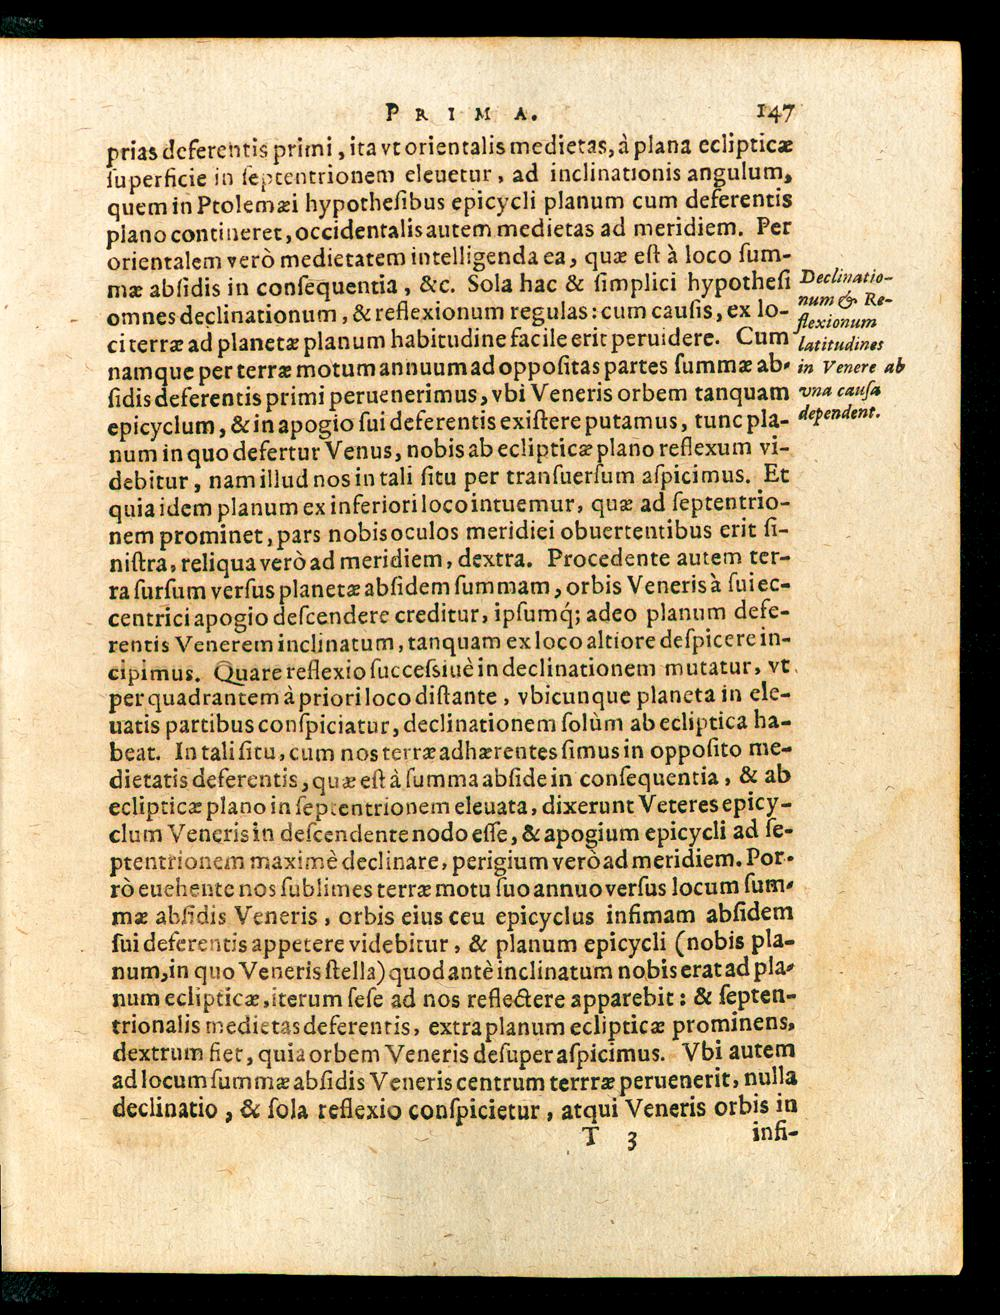 PRIMA. 147
prias deferentis primi, ita vt orientalis medietas, à plana eclipticæ
ſuperficie in ſeptentrionem eleuetur, ad inclinationis angulum,
quem in Ptolemæi hypotheſibus epicycli planum cum deferentis
plano contineret, occidentalis autem medietas ad meridiem. Per
orientalem verò medietatem intelligenda ea, quæ eſt à loco ſum-
mæ abſidis in conſequentia, &c. Sola hac & ſimplici hypotheſi
omnes declinationum, & reflexionum regulas: cum cauſis, ex lo-
ci terræ ad planetæ planum habitudine facile erit peruidere. Cum
namque per terræ motum annuum ad oppoſitas partes ſummæ ab-
ſidis deferentis primi peruenerimus, vbi Veneris orbem tanquam
epicyclum, & in apogio ſui deferentis exiſtere putamus, tunc pla-
num in quo defertur Venus, nobis ab eclipticæ plano reflexum vi-
debitur, nam illud nos in tali ſitu per tranſuerſum aſpicimus. Et
quia idem planum ex inferiori loco intuemur, quæ ad ſeptentrio-
nem prominet, pars nobis oculos meridiei obuertentibus erit ſi-
niſtra, reliqua verò ad meridiem, dextra. Procedente autem ter-
ra ſurſum verſus planetæ abſidem ſummam, orbis Veneris à ſui ec-
centrici apogio deſcendere creditur, ipſumq́; adeo planum defe-
rentis Venerem inclinatum, tanquam ex loco altiore deſpicere in-
cipimus. Quare reflexio ſucceſsiuè in declinationem mutatur, vt
per quadrantem à priori loco diſtante, vbicunque planeta in ele-
uatis partibus conſpiciatur, declinationem ſolùm ab ecliptica ha-
beat. In tali ſitu, cum nos terræ adhærentes ſimus in oppoſito me-
dietatis deferentis, quæ eſt à ſumma abſide in conſequentia, & ab
eclipticæ plano in ſeptentrionem eleuata, dixerunt Veteres epicy-
clum Veneris in deſcendente nodo eſſe, & apogium epicycli ad ſe-
ptentrionem maximè declinare, perigium verò ad meridiem. Por-
rò euehente nos ſublimes terræ motu ſuo annuo verſus locum ſum-
mæ abſidis Veneris, orbis eius ceu epicyclus infimam abſidem
ſui deferentis appetere videbitur, & planum epicycli (nobis pla-
num, in quo Veneris ſtella) quod antè inclinatum nobis erat ad pla-
num eclipticæ, iterum ſeſe ad nos reflectere apparebit: & ſepten-
trionalis medietas deferentis, extra planum eclipticæ prominens,
dextrum fiet, quia orbem Veneris deſuper aſpicimus. Vbi autem
ad locum ſummæ abſidis Veneris centrum terrræ peruenerit, nulla
declinatio, & ſola reflexio conſpicietur, atqui Veneris orbis in
T 3 infi-
Declinatio-
num & Re-
flexionum
latitudines
in Venere ab
vna cauſa
dependent.